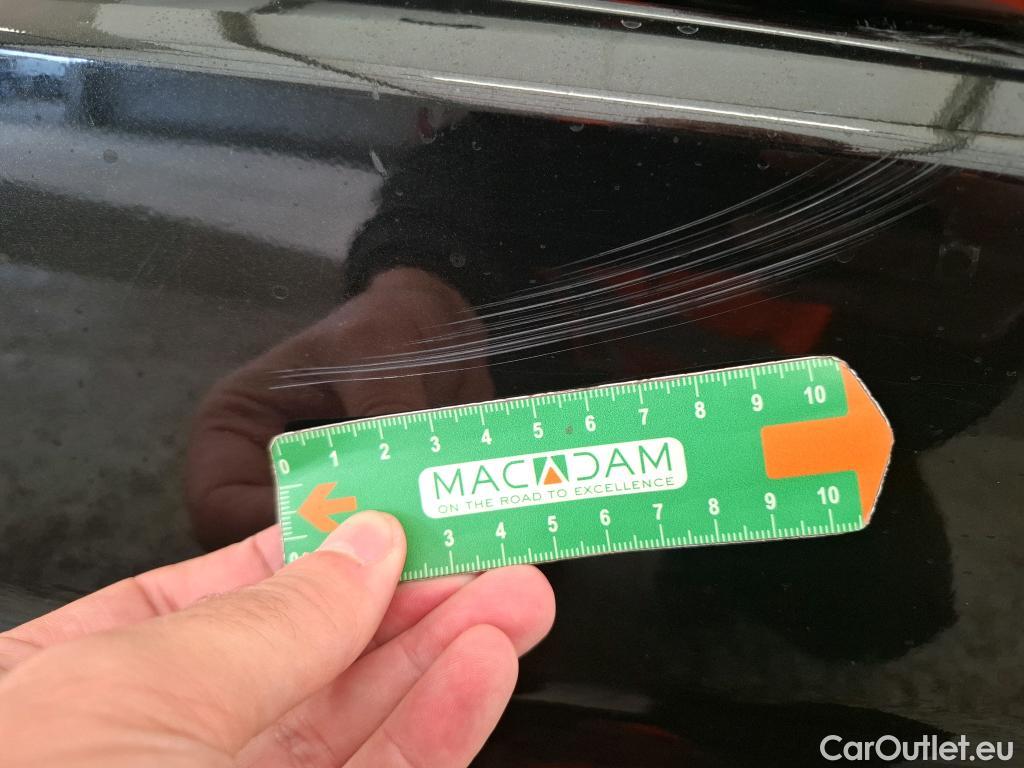 0 1 2 3 4 5 6 7 8 9 10
MACADAM
ON THE ROAD TO EXCELLENCE
3 4 5 6 7 8 9 10
CarOutlet.eu